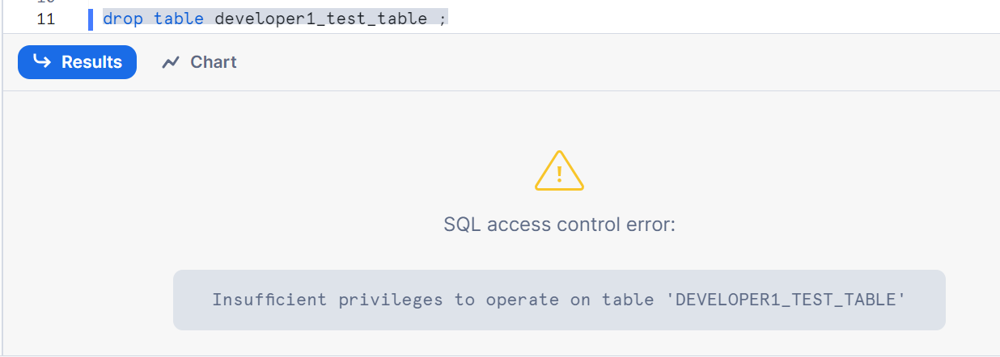 11 drop table developer1_test_table ;
Results Chart
SQL access control error:
Insufficient privileges to operate on table 'DEVELOPER1_TEST_TABLE'